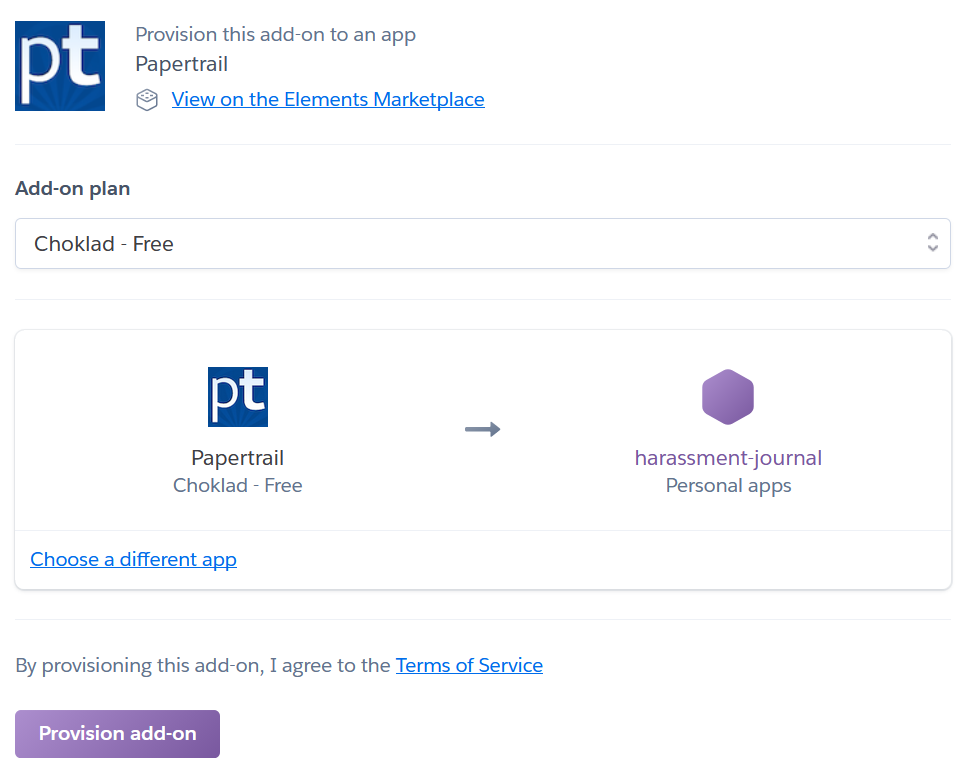 pt
Provision this add-on to an app
Papertrail
View on the Elements Marketplace
Add-on plan
Choklad - Free
pt
Papertrail
Choklad - Free
harassment-journal
Personal apps
Choose a different app
By provisioning this add-on, I agree to the Terms of Service
Provision add-on